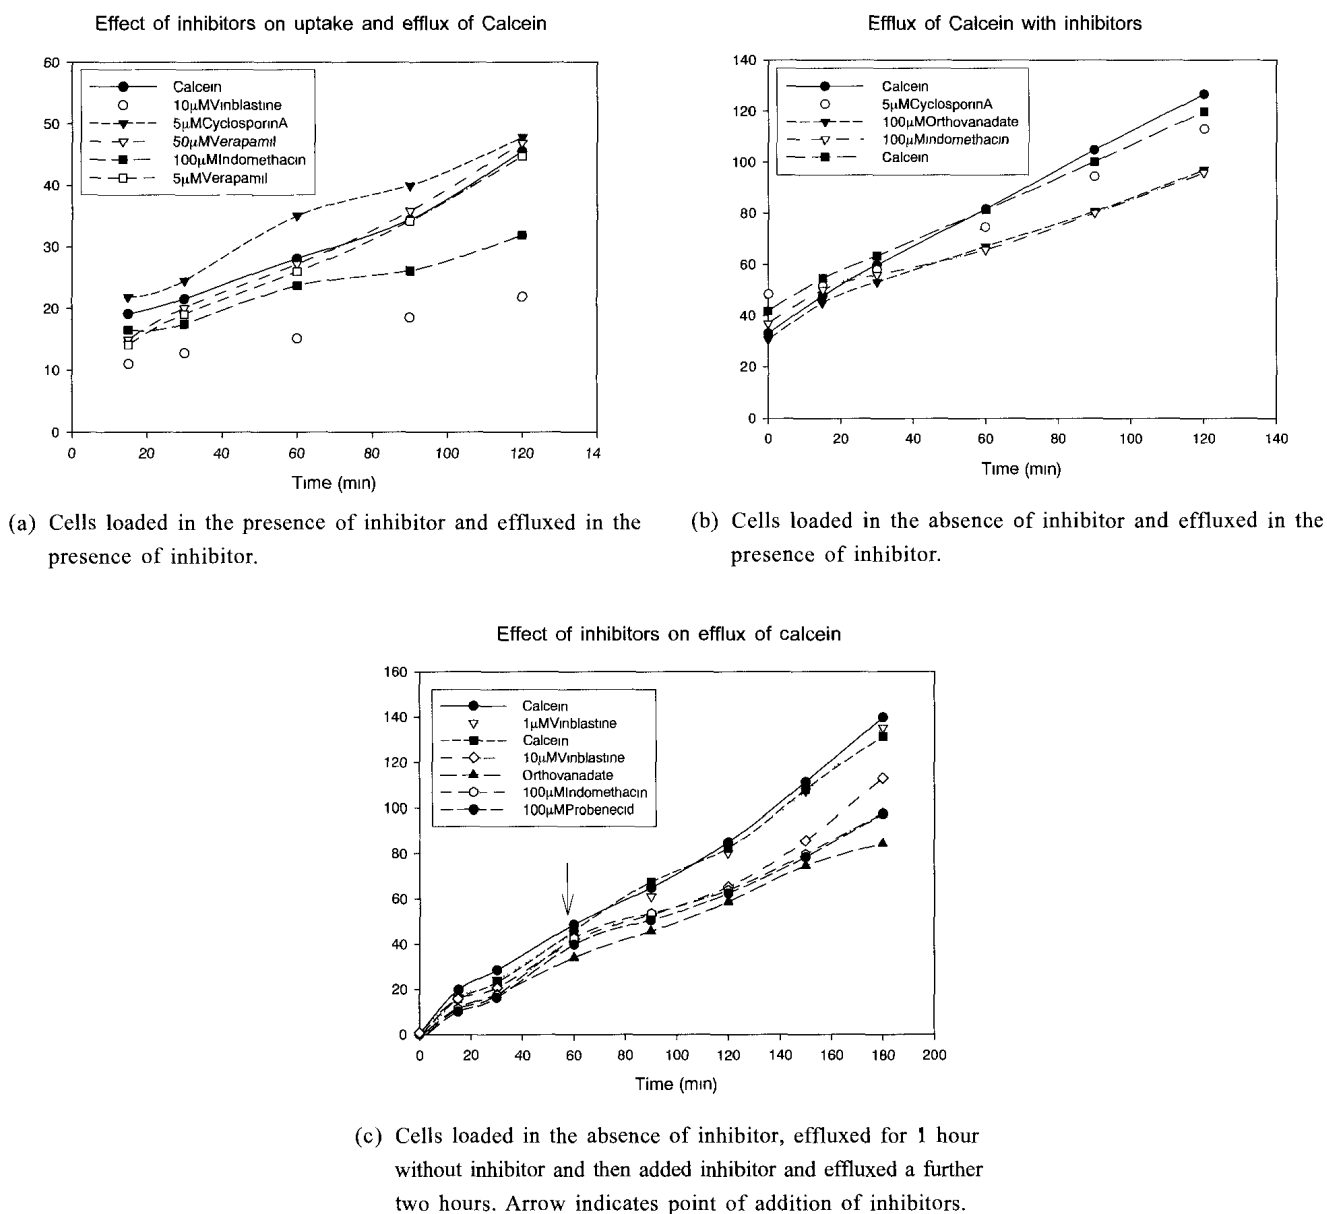 Effect of inhibitors on uptake and efflux of Calcein
60
50
40
30
20
10
0
Calcein
10µMVinblastine
5µMCyclosporinA
50µMVerapamil
100µMIndomethacin
5µMVerapamil
0 20 40 60 80 100 120 14
Time (min)
(a) Cells loaded in the presence of inhibitor and effluxed in the
presence of inhibitor.
Efflux of Calcein with inhibitors
140
120
100
80
60
40
20
0
Calcein
5µMCyclosporinA
100µMOrthovanadate
100µMIndomethacin
Calcein
0 20 40 60 80 100 120 140
Time (min)
(b) Cells loaded in the absence of inhibitor and effluxed in the
presence of inhibitor.
Effect of inhibitors on efflux of calcein
160
140
120
100
80
60
40
20
0
Calcein
1µMVinblastine
Calcein
10µMVinblastine
Orthovanadate
100µMIndomethacin
100µMProbenecid
0 20 40 60 80 100 120 140 160 180 200
Time (min)
(c) Cells loaded in the absence of inhibitor, effluxed for 1 hour
without inhibitor and then added inhibitor and effluxed a further
two hours. Arrow indicates point of addition of inhibitors.